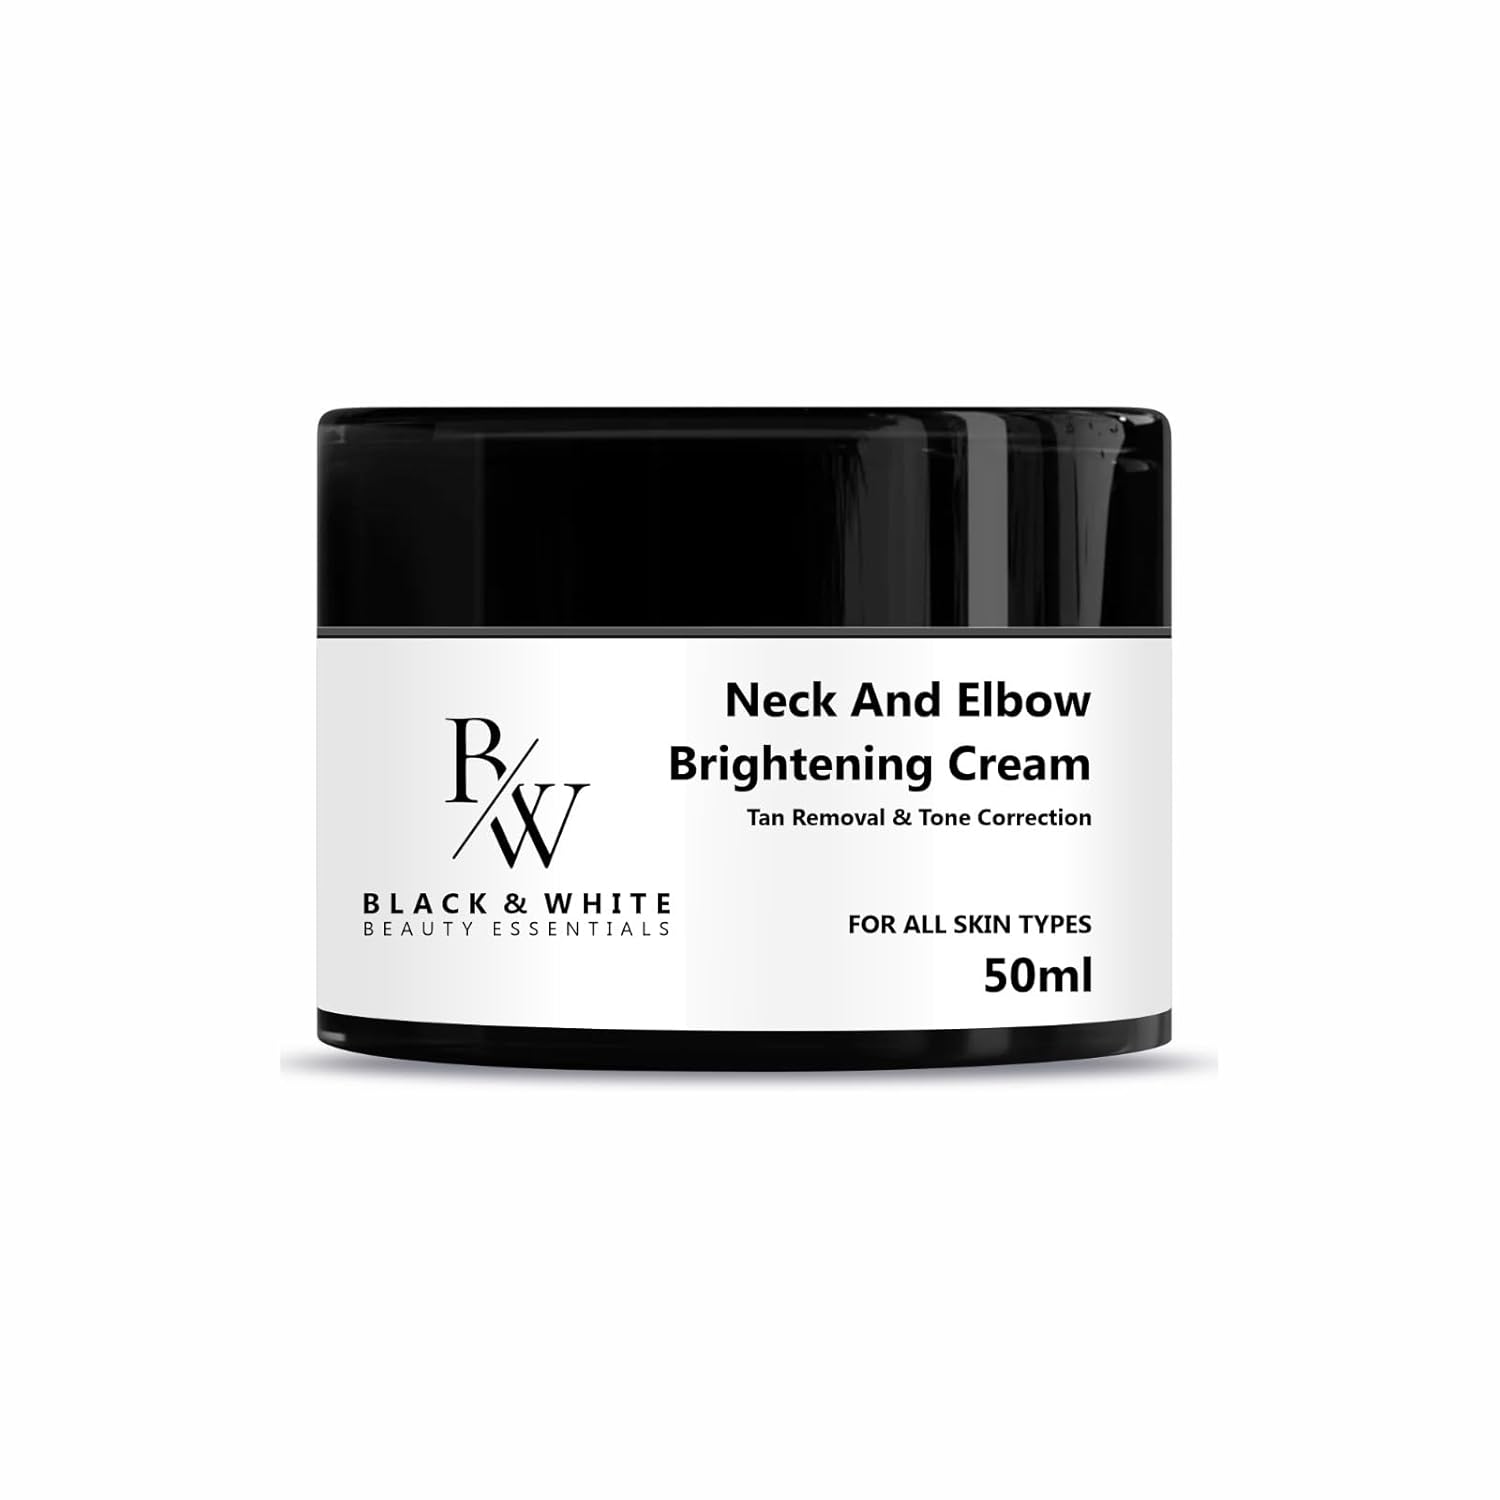 B/W
BLACK & WHITE
BEAUTY ESSENTIALS
Neck And Elbow
Brightening Cream
Tan Removal & Tone Correction
FOR ALL SKIN TYPES
50ml